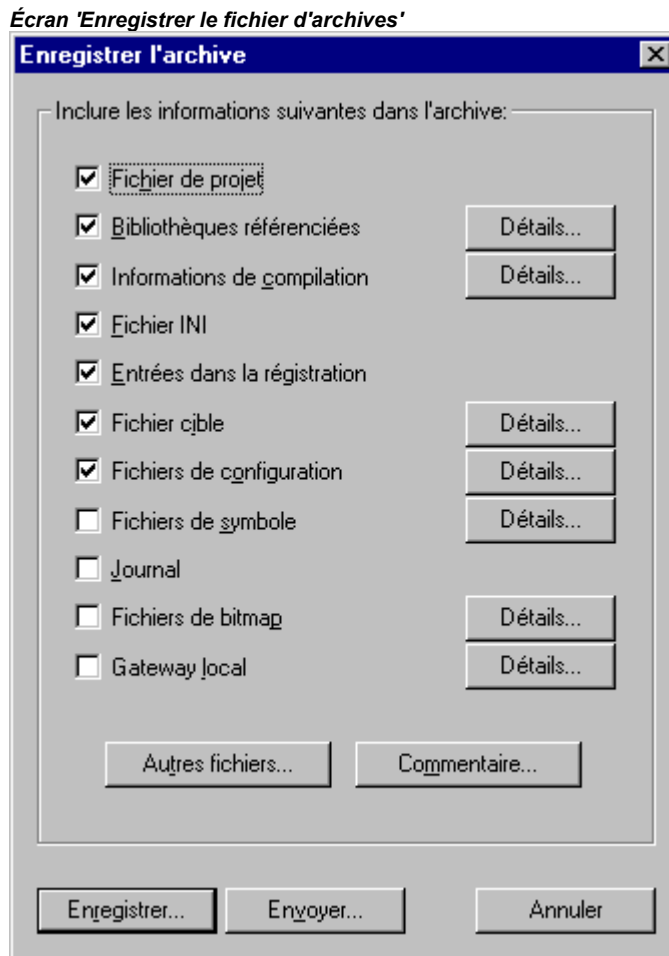 Écran 'Enregistrer le fichier d'archives'
Enregistrer l'archive
Inclure les informations suivantes dans l'archive:
Fichier de projet
Bibliothèques référenciées Détails...
Informations de compilation Détails...
Fichier INI
Entrées dans la régistration
Fichier cible Détails...
Fichiers de configuration Détails...
Fichiers de symbole Détails...
Journal
Fichiers de bitmap Détails...
Gateway local Détails...
Autres fichiers... Commentaire...
Enregistrer... Envoyer... Annuler